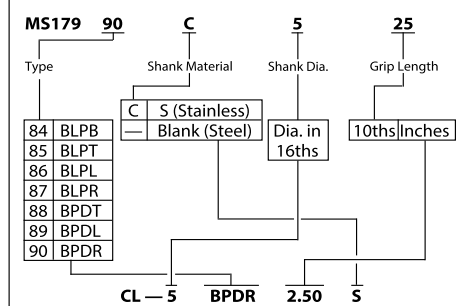 MS179 90 C 5 25
Type Shank Material Shank Dia. Grip Length
C S (Stainless)
— Blank (Steel)
Dia. in
16ths
10ths Inches
84 BLPB
85 BLPT
86 BLPL
87 BLPR
88 BPDT
89 BPDL
90 BPDR
CL — 5 BPDR 2.50 S